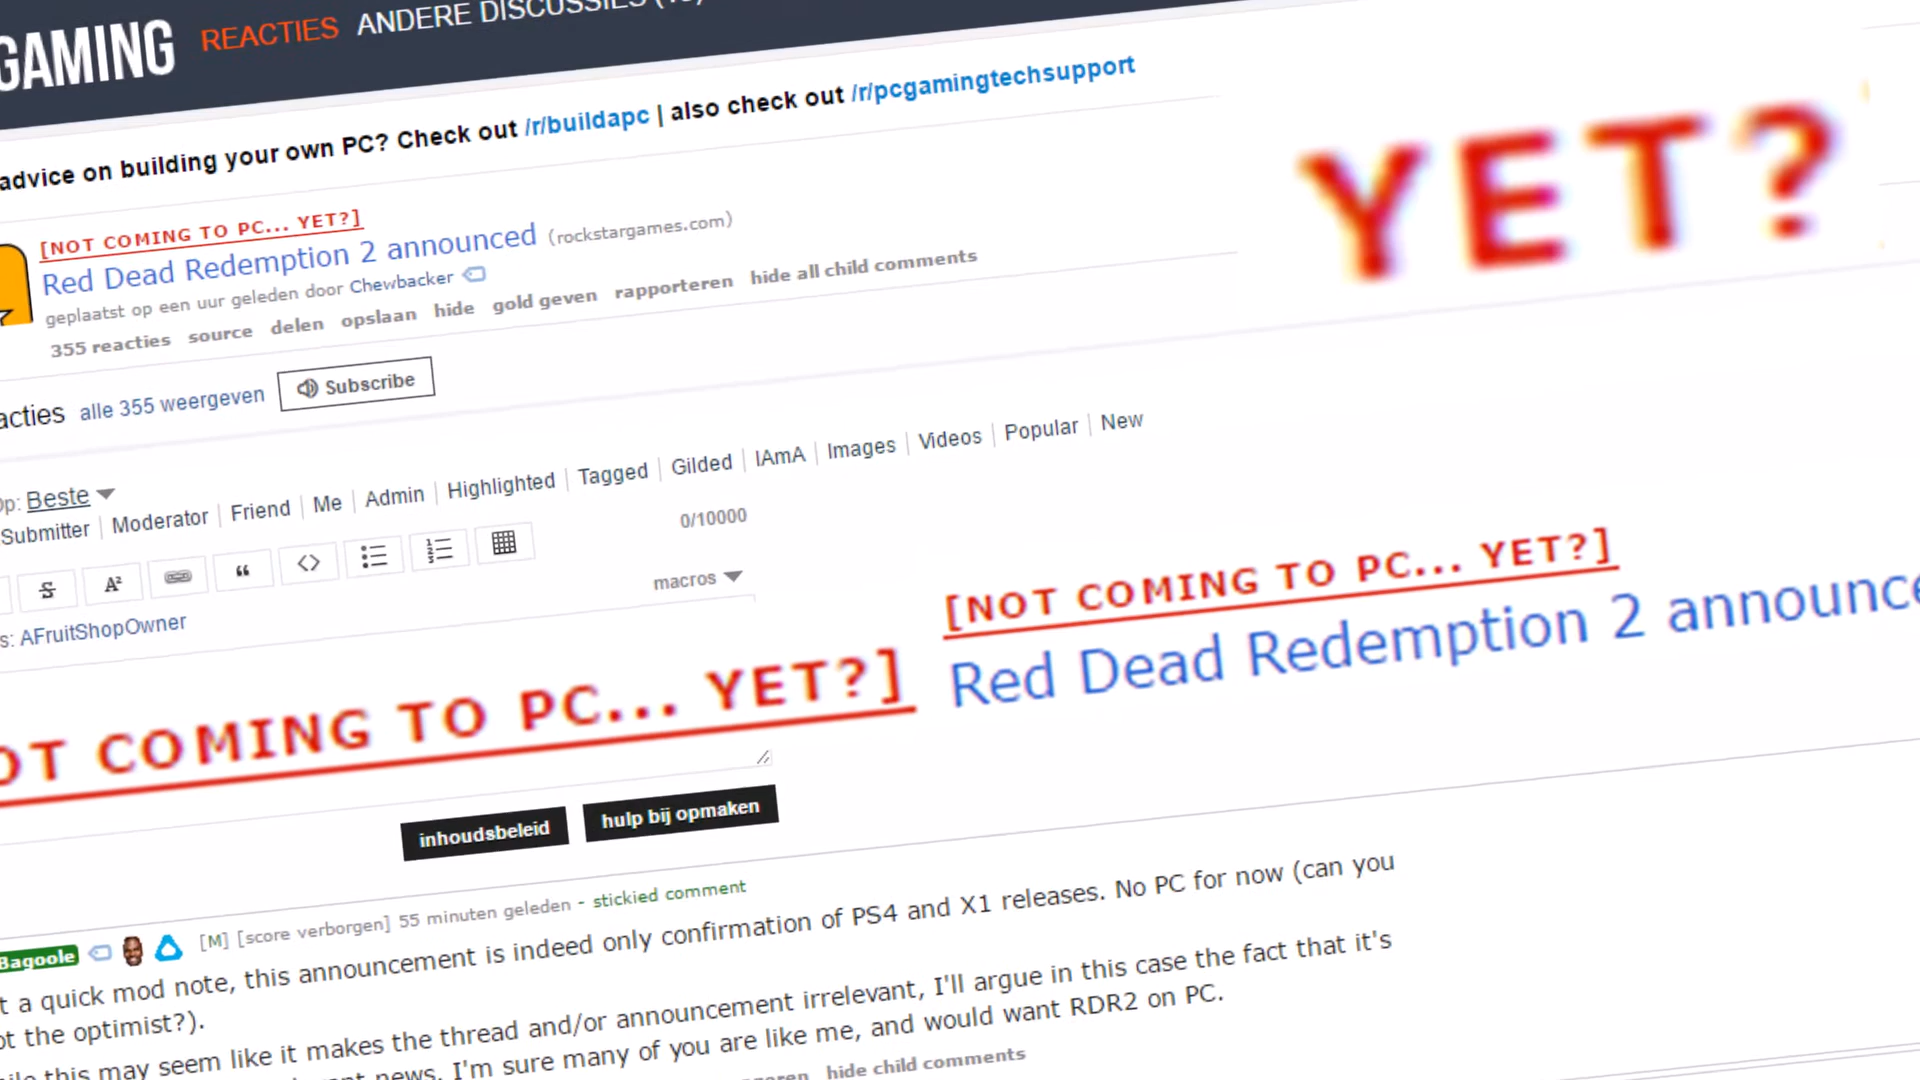 GAMING REACTIES ANDERE DISCUSSIES
advice on building your own PC? Check out /r/buildapc | also check out /r/pcgamingtechsupport
YET?
[NOT COMING TO PC... YET?]
Red Dead Redemption 2 announced (rockstargames.com)
geplaatst op een uur geleden door Chewbacker
355 reacties source delen opslaan hide gold geven rapporteren hide all child comments
acties alle 355 weergeven Subscribe
op: Beste
Submitter | Moderator | Friend | Me | Admin | Highlighted | Tagged | Gilded | IAmA | Images | Videos | Popular | New
0/10000
macros
s: AFruitShopOwner
[NOT COMING TO PC... YET?]
Red Dead Redemption 2 announce
OT COMING TO PC... YET?]
inhoudsbeleid hulp bij opmaken
Bagoole [M] [score verborgen] 55 minuten geleden - stickied comment
t a quick mod note, this announcement is indeed only confirmation of PS4 and X1 releases. No PC for now (can you
ot the optimist?).
ile this may seem like it makes the thread and/or announcement irrelevant, I'll argue in this case the fact that it's
news. I'm sure many of you are like me, and would want RDR2 on PC.
hide child comments